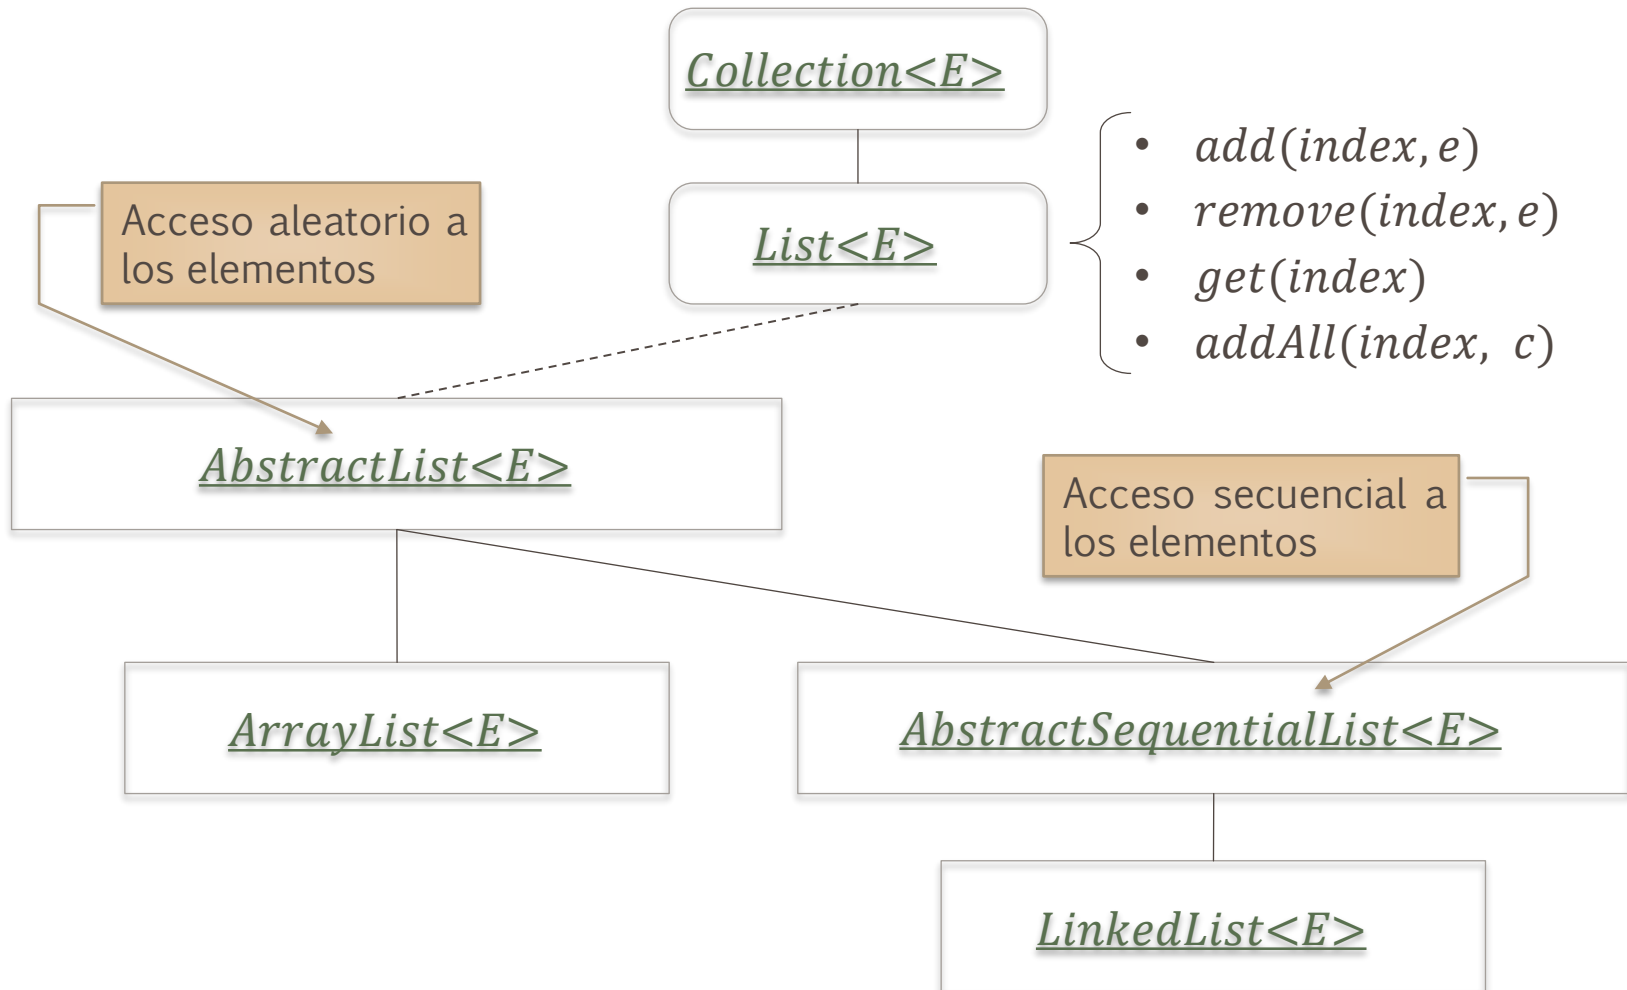 Collection<E>
• add(index, e)
• remove(index, e)
• get(index)
• addAll(index, c)
Acceso aleatorio a
los elementos
List<E>
AbstractList<E>
Acceso secuencial a
los elementos
ArrayList<E>
AbstractSequentialList<E>
LinkedList<E>